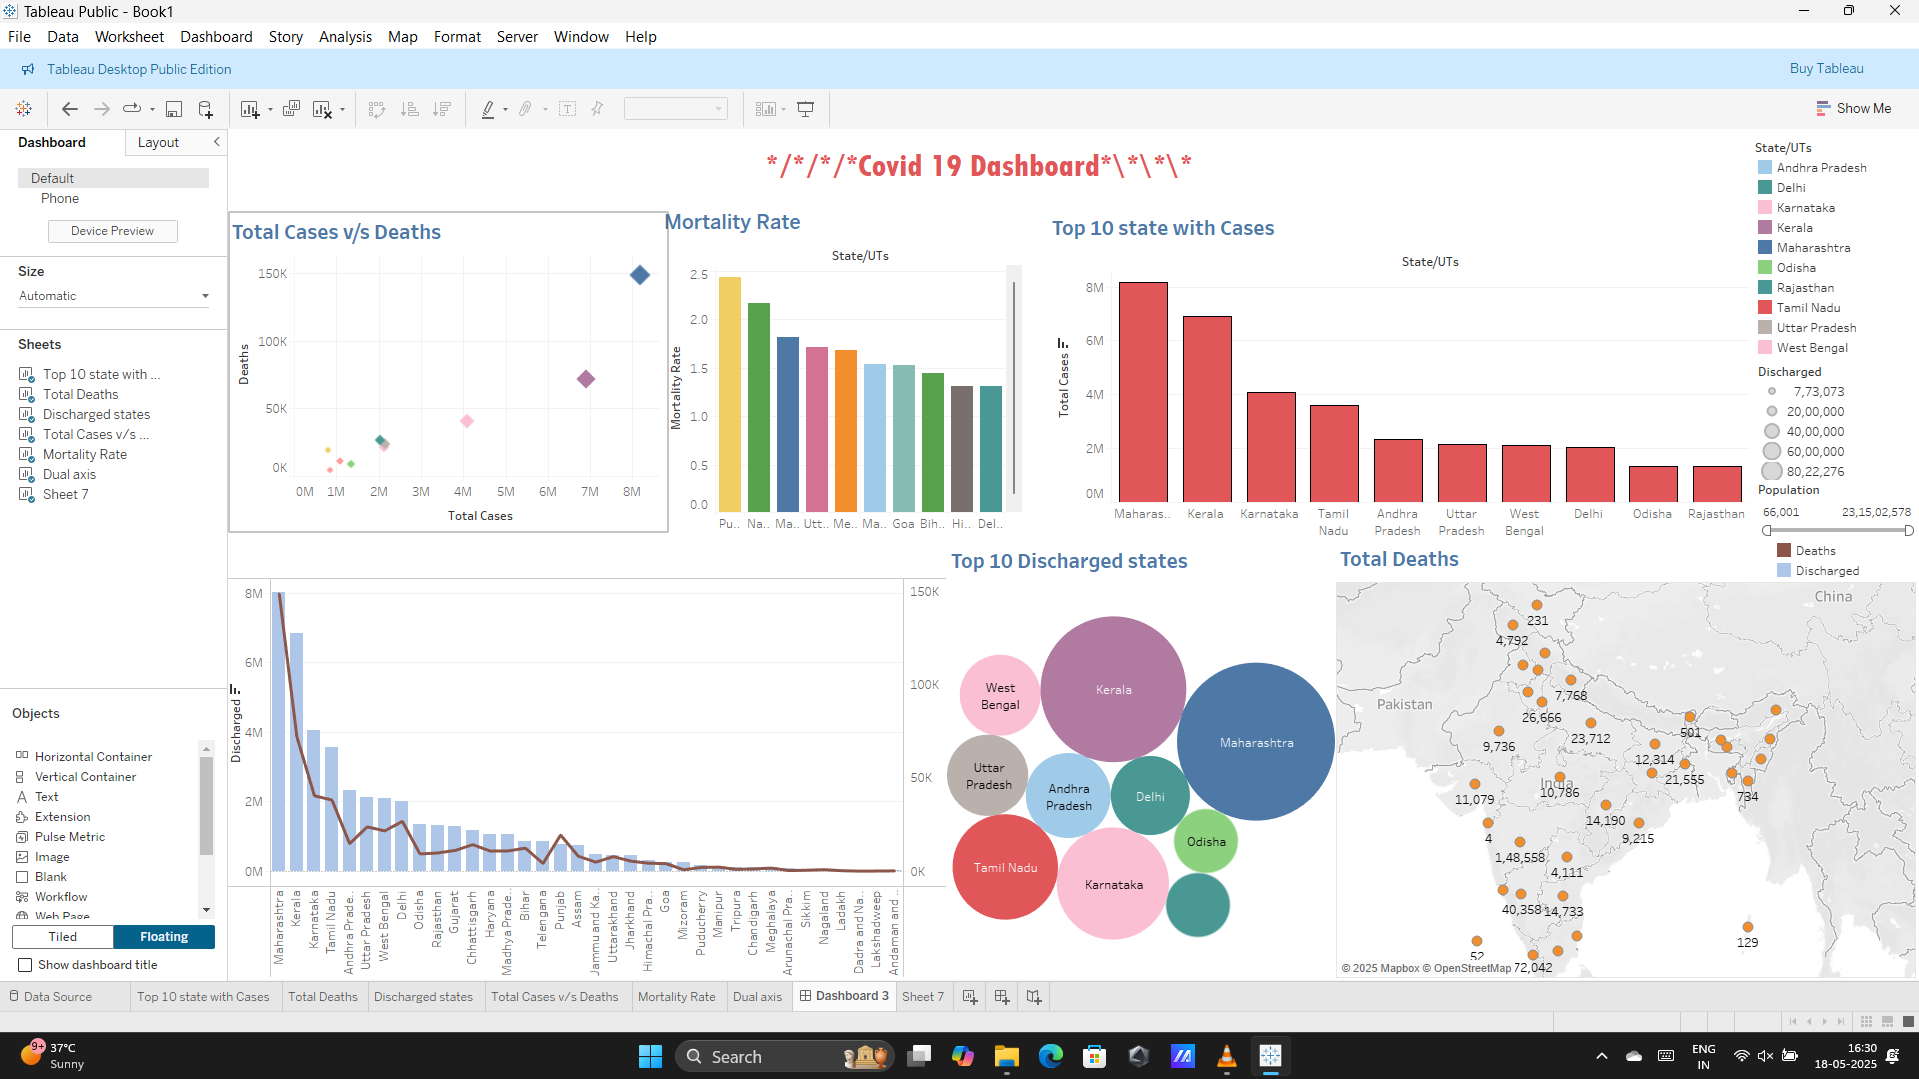 Tableau Public - Book1
File Data Worksheet Dashboard Story Analysis Map Format Server Window Help
Tableau Desktop Public Edition
Buy Tableau
Show Me
Dashboard
Layout
Default
Phone
Device Preview
Size
Automatic
Sheets
Top 10 state with ...
Total Deaths
Discharged states
Total Cases v/s ...
Mortality Rate
Dual axis
Sheet 7
Objects
Horizontal Container
Vertical Container
Text
Extension
Pulse Metric
Image
Blank
Workflow
Web Page
Tiled
Floating
Show dashboard title
*/*/*/*Covid 19 Dashboard*\*\*\*
Total Cases v/s Deaths
Deaths
150K
100K
50K
0K
0M 1M 2M 3M 4M 5M 6M 7M 8M
Total Cases
Mortality Rate
State/UTs
Mortality Rate
2.5
2.0
1.5
1.0
0.5
0.0
Pu.. Na.. Ma.. Utt.. Me.. Ma.. Goa Bih.. Hi.. Del..
Top 10 state with Cases
State/UTs
Total Cases
8M
6M
4M
2M
0M
Maharas.. Kerala Karnataka Tamil Nadu Andhra Pradesh Uttar Pradesh West Bengal Delhi Odisha Rajasthan
State/UTs
Andhra Pradesh
Delhi
Karnataka
Kerala
Maharashtra
Odisha
Rajasthan
Tamil Nadu
Uttar Pradesh
West Bengal
Discharged
7,73,073
20,00,000
40,00,000
60,00,000
80,22,276
Population
66,001 23,15,02,578
Deaths
Discharged
Discharged
8M
6M
4M
2M
0M
150K
100K
50K
0K
Maharashtra
Kerala
Karnataka
Tamil Nadu
Andhra Prade..
Uttar Pradesh
West Bengal
Delhi
Odisha
Rajasthan
Gujarat
Chhattisgarh
Haryana
Madhya Prade..
Bihar
Telengana
Punjab
Assam
Jammu and Ka..
Uttarakhand
Jharkhand
Himachal Pra..
Goa
Mizoram
Puducherry
Manipur
Tripura
Chandigarh
Meghalaya
Arunachal Pra..
Sikkim
Nagaland
Ladakh
Dadra and Na..
Lakshadweep
Andaman and ..
Top 10 Discharged states
West Bengal
Kerala
Maharashtra
Uttar Pradesh
Andhra Pradesh
Delhi
Odisha
Tamil Nadu
Karnataka
Total Deaths
China
231
4,792
Pakistan
7,768
26,666
501
9,736
23,712
12,314
21,555
India
10,786
11,079
734
14,190
4
9,215
1,48,558
4,111
40,358
14,733
129
52
72,042
© 2025 Mapbox © OpenStreetMap
Data Source
Top 10 state with Cases
Total Deaths
Discharged states
Total Cases v/s Deaths
Mortality Rate
Dual axis
Dashboard 3
Sheet 7
9+
37°C
Sunny
Search
ENG
IN
16:30
18-05-2025